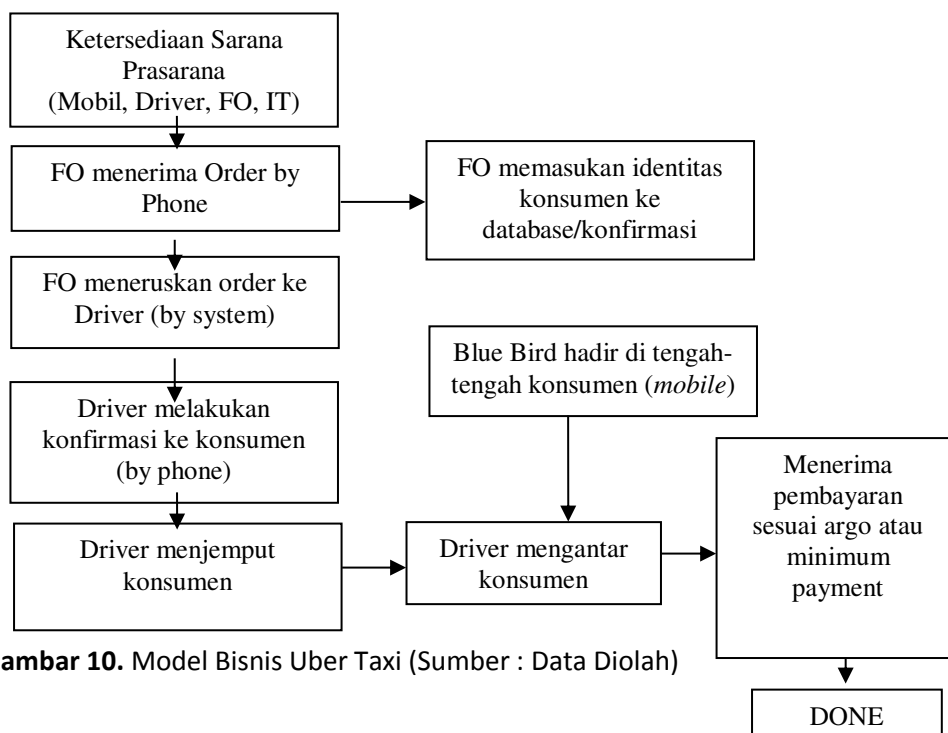 Ketersediaan Sarana
Prasarana
(Mobil, Driver, FO, IT)
FO menerima Order by
Phone
FO memasukan identitas
konsumen ke
database/konfirmasi
FO meneruskan order ke
Driver (by system)
Blue Bird hadir di tengah-
tengah konsumen (mobile)
Driver melakukan
konfirmasi ke konsumen
(by phone)
Driver menjemput
konsumen
Driver mengantar
konsumen
Menerima
pembayaran
sesuai argo atau
minimum
payment
ambar 10. Model Bisnis Uber Taxi (Sumber : Data Diolah)
DONE